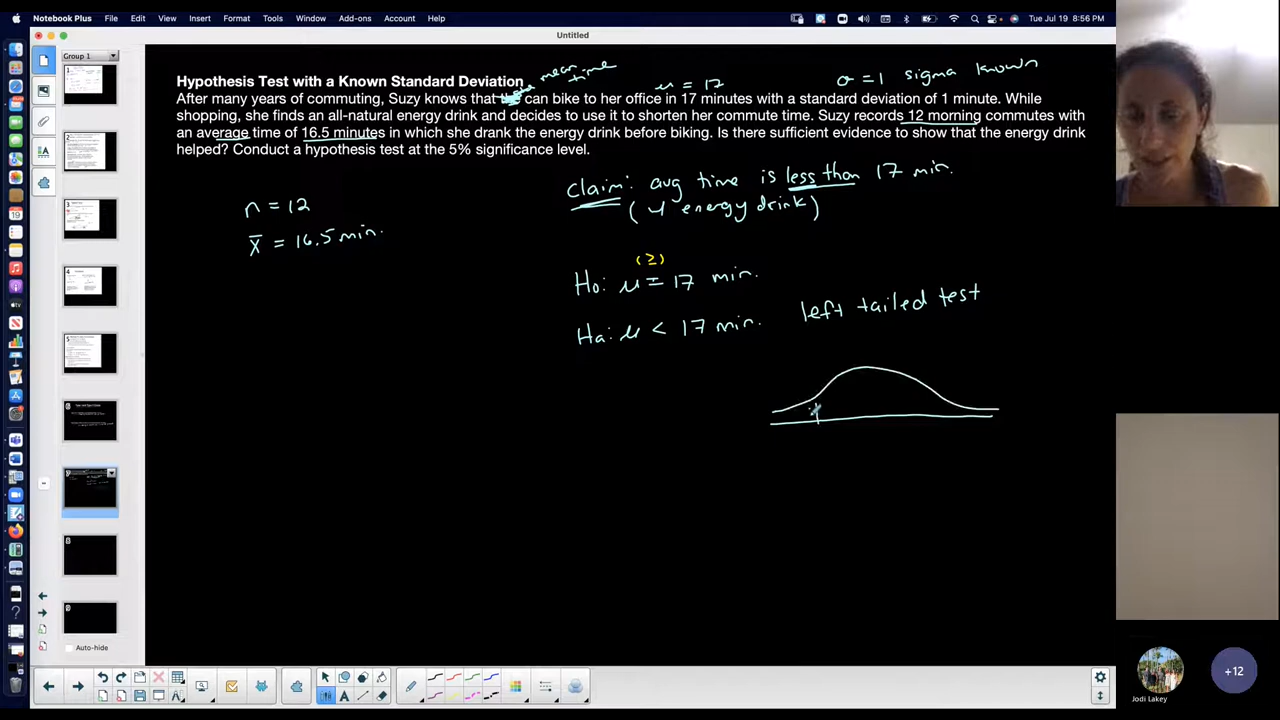 Notebook Plus File Edit View Insert Format Tools Window Add-ons Account Help Tue Jul 19 8:56 PM
Untitled
Group 1
Hypothesis Test with a Known Standard Deviation
mean time
μ = 17
σ = 1 sigma known
After many years of commuting, Suzy knows that can bike to her office in 17 minutes with a standard deviation of 1 minute. While
shopping, she finds an all-natural energy drink and decides to use it to shorten her commute time. Suzy records 12 morning commutes with
an average time of 16.5 minutes in which she drank the energy drink before biking. Is there sufficient evidence to show that the energy drink
helped? Conduct a hypothesis test at the 5% significance level.
Claim: avg time is less than 17 min.
( energy drink)
n = 12
x̄ = 16.5 min.
(≥)
Ho: μ = 17 min.
Ha: μ < 17 min.
left tailed test
Auto-hide
Jodi Lakey
+12